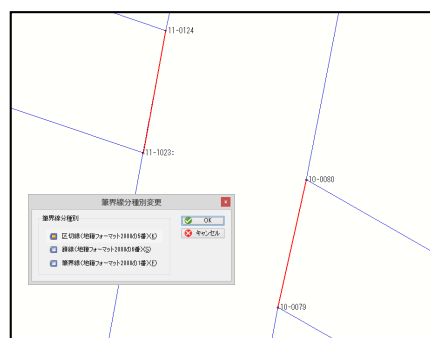 11-0124
11-1023
10-0080
10-0079
筆界線分種別変更
筆界線分種別
区切線(地籍フォーマット2000の5番)(K)
鎖線(地籍フォーマット2000の6番)(S)
筆界線(地籍フォーマット2000の1番)(F)
OK
キャンセル